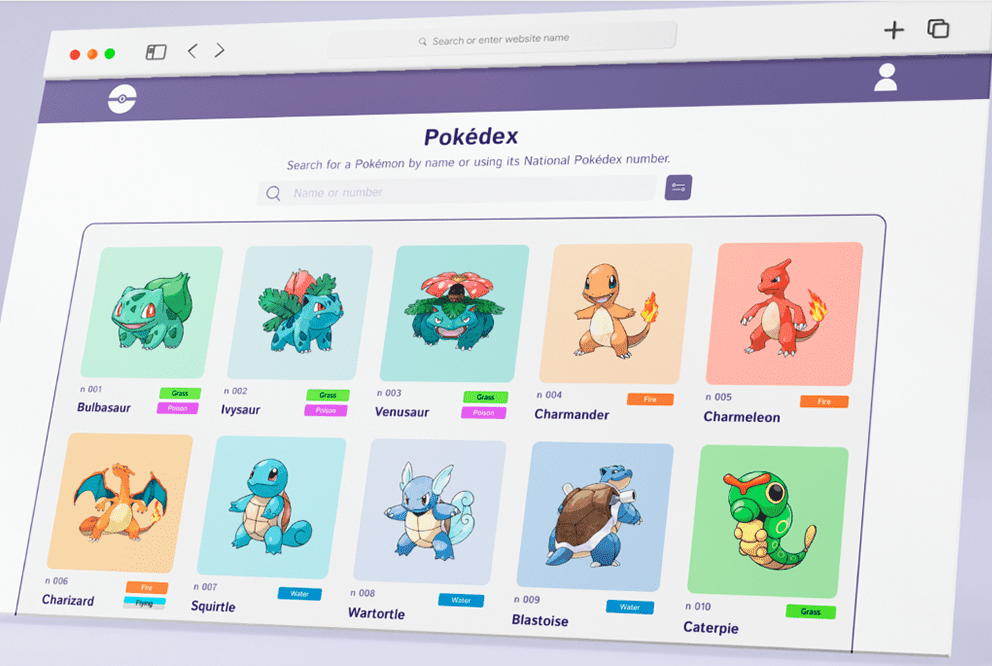 Search or enter website name
Pokédex
Search for a Pokémon by name or using its National Pokédex number.
Name or number
n 001
Bulbasaur
Grass
Poison
n 002
Ivysaur
Grass
Poison
n 003
Venusaur
Grass
Poison
n 004
Charmander
Fire
n 005
Charmeleon
Fire
n 006
Charizard
Fire
Flying
n 007
Squirtle
Water
n 008
Wartortle
Water
n 009
Blastoise
Water
n 010
Caterpie
Grass